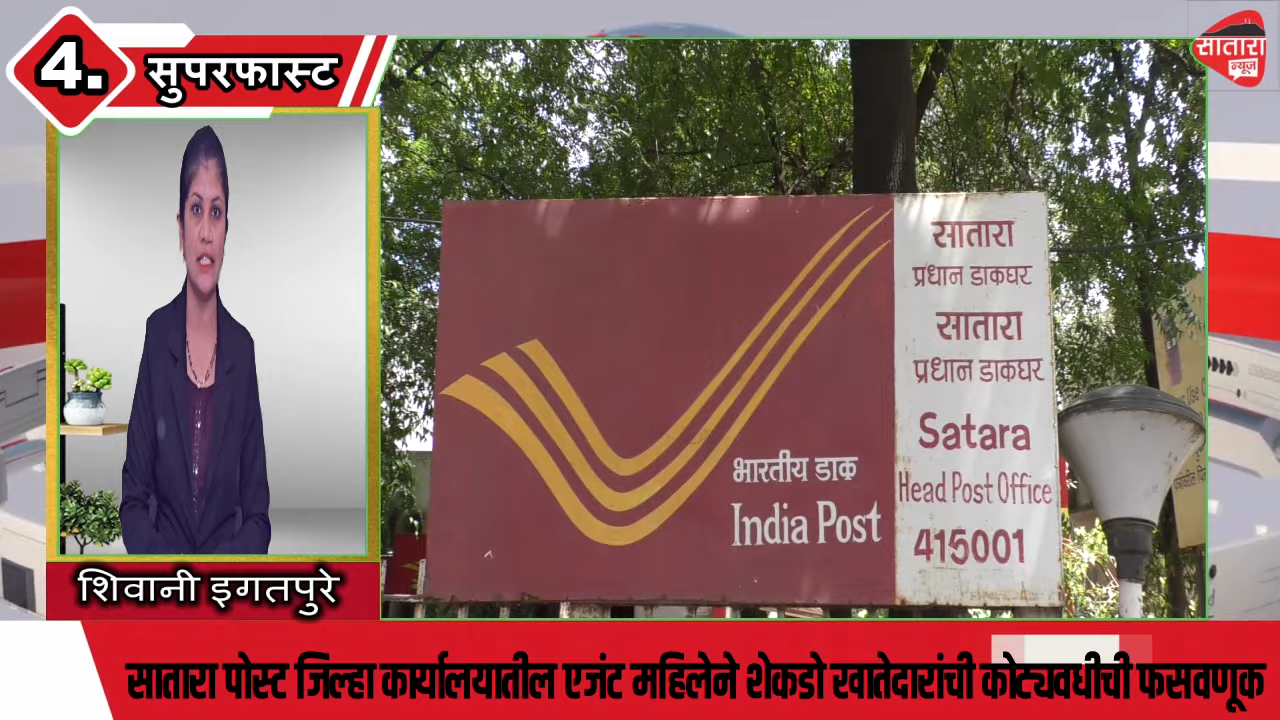 4. सुपरफास्ट
सातारा
न्यूज
सातारा
प्रधान डाकघर
सातारा
प्रधान डाकघर
Satara
Head Post Office
415001
भारतीय डाक
India Post
शिवानी इगतपुरे
सातारा पोस्ट जिल्हा कार्यालयातील एजंट महिलेने शेकडो खातेदारांची कोट्यवधीची फसवणूक